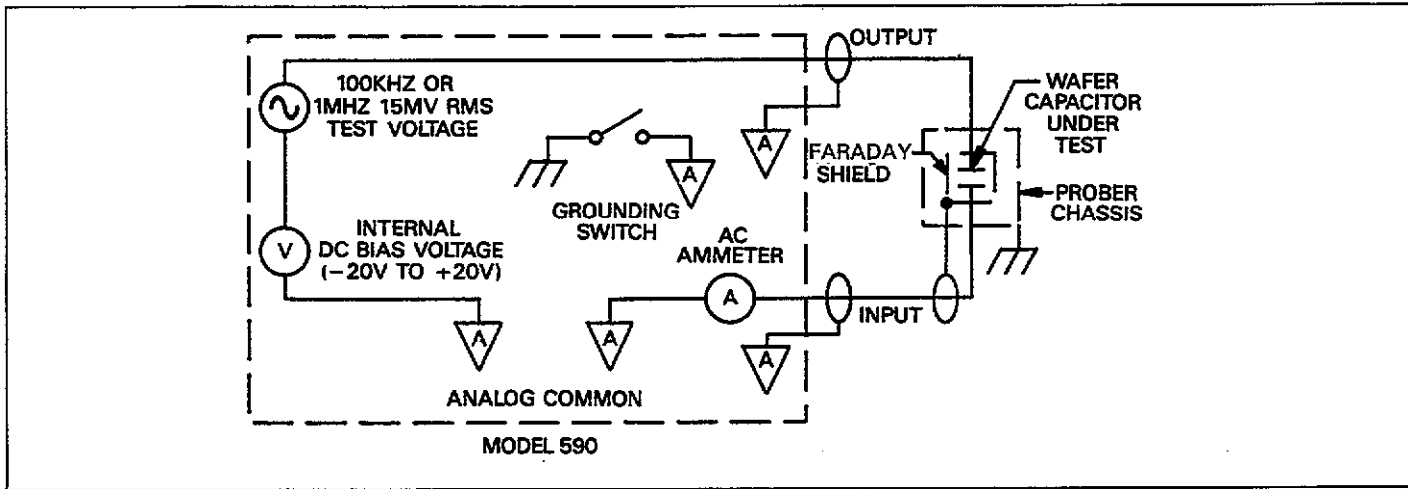 OUTPUT
100KHZ OR
1MHZ 15MV RMS
TEST VOLTAGE
WAFER
CAPACITOR
UNDER
TEST
A
A
FARADAY
SHIELD
GROUNDING
SWITCH
PROBER
CHASSIS
V
INTERNAL
DC BIAS VOLTAGE
(−20V TO +20V)
AC
AMMETER
A
INPUT
A
A
A
ANALOG COMMON
MODEL 590